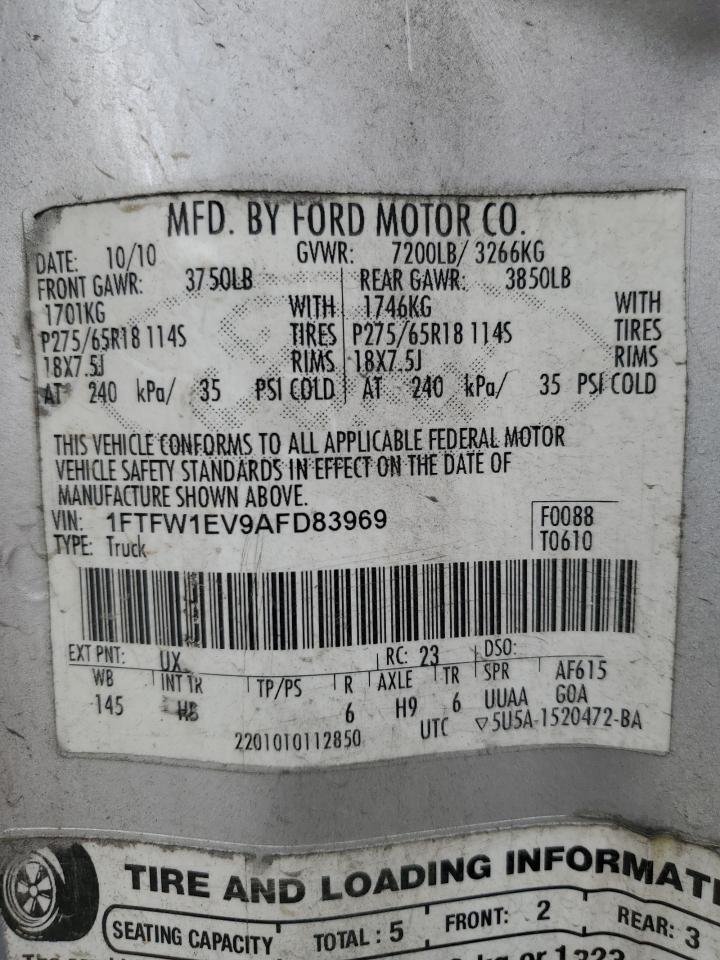 MFD. BY FORD MOTOR CO.
DATE: 10/10 GVWR: 7200LB/ 3266KG
FRONT GAWR: 3750LB REAR GAWR: 3850LB
1701KG WITH 1746KG WITH
P275/65R18 114S TIRES P275/65R18 114S TIRES
18X7.5J RIMS 18X7.5J RIMS
AT 240 kPa/ 35 PSI COLD AT 240 kPa/ 35 PSI COLD
THIS VEHICLE CONFORMS TO ALL APPLICABLE FEDERAL MOTOR
VEHICLE SAFETY STANDARDS IN EFFECT ON THE DATE OF
MANUFACTURE SHOWN ABOVE.
VIN: 1FTFW1EV9AFD83969 F0088
TYPE: Truck T0610
EXT PNT: UX RC: 23 DSO:
WB INT TR TP/PS R AXLE TR SPR AF615
145 6 H9 6 UUAA GOA
2201010112850 UTC ▽5U5A-1520472-BA
TIRE AND LOADING INFORMATI
SEATING CAPACITY TOTAL : 5 FRONT: 2 REAR: 3
kg or